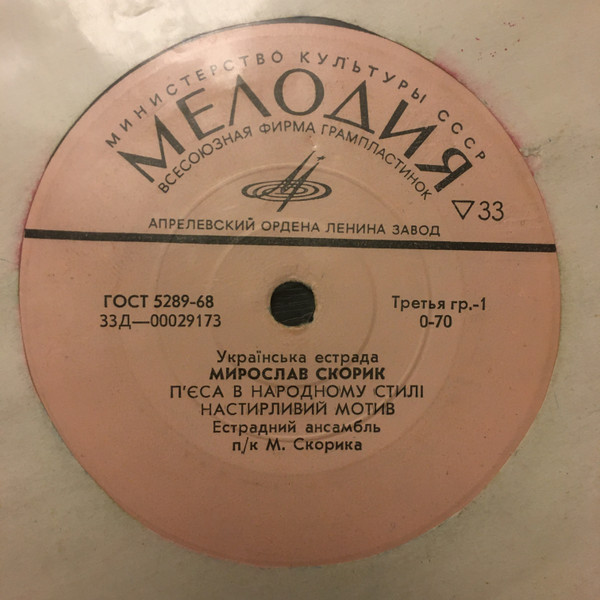 МИНИСТЕРСТВО КУЛЬТУРЫ СССР
МЕЛОДИЯ
ВСЕСОЮЗНАЯ ФИРМА ГРАМПЛАСТИНОК
▽33
АПРЕЛЕВСКИЙ ОРДЕНА ЛЕНИНА ЗАВОД
ГОСТ 5289-68
33Д—00029173
Третья гр.-1
0-70
Українська естрада
МИРОСЛАВ СКОРИК
П'ЄСА В НАРОДНОМУ СТИЛІ
НАСТИРЛИВИЙ МОТИВ
Естрадний ансамбль
п/к М. Скорика